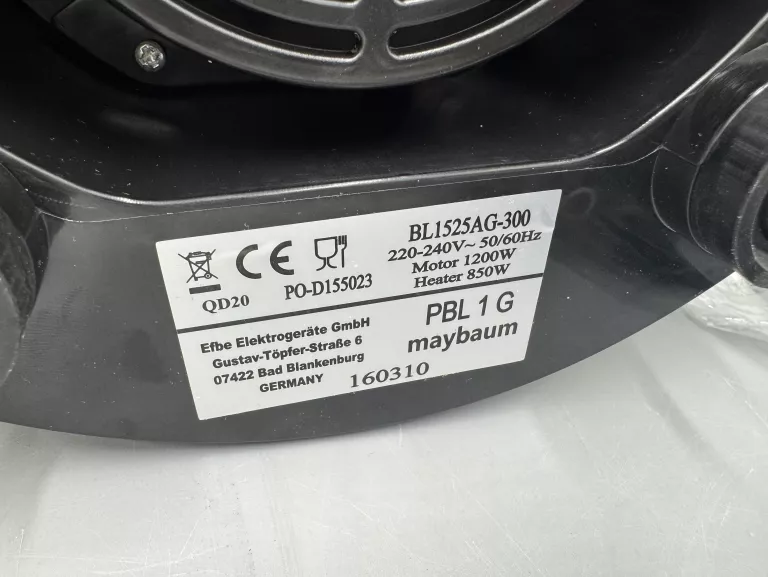 BL1525AG-300
220-240V~ 50/60Hz
Motor 1200W
Heater 850W
CE
QD20
PO-D155023
Efbe Elektrogeräte GmbH
Gustav-Töpfer-Straße 6
07422 Bad Blankenburg
GERMANY
160310
PBL 1 G
maybaum